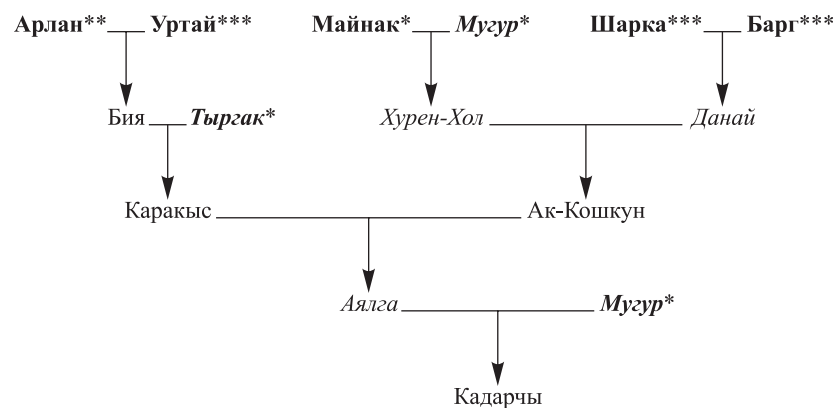 Арлан** Уртай*** Майнак* Мугур* Шарка*** Барг***
Бия Тыргак* Хурен-Хол Данай
Каракыс Ак-Кошкун
Аялга Мугур*
Кадарчы